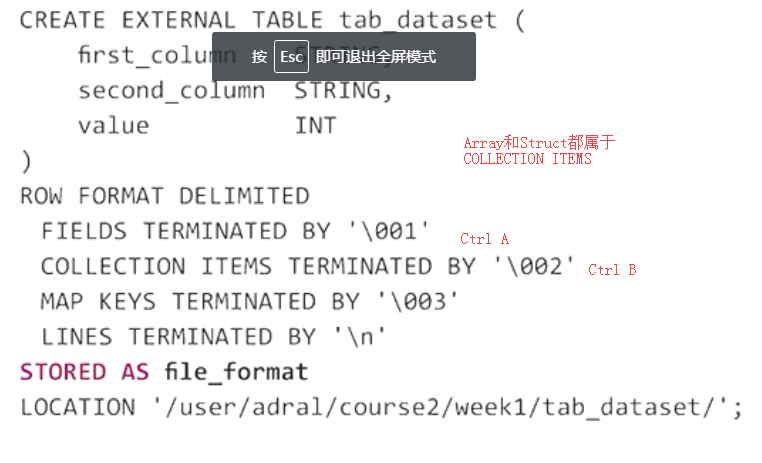 CREATE EXTERNAL TABLE tab_dataset (
first_column STRING,
按 Esc 即可退出全屏模式
second_column STRING,
value INT
Array和Struct都属于
COLLECTION ITEMS
)
ROW FORMAT DELIMITED
FIELDS TERMINATED BY '\001'
Ctrl A
COLLECTION ITEMS TERMINATED BY '\002'
Ctrl B
MAP KEYS TERMINATED BY '\003'
LINES TERMINATED BY '\n'
STORED AS file_format
LOCATION '/user/adral/course2/week1/tab_dataset/';